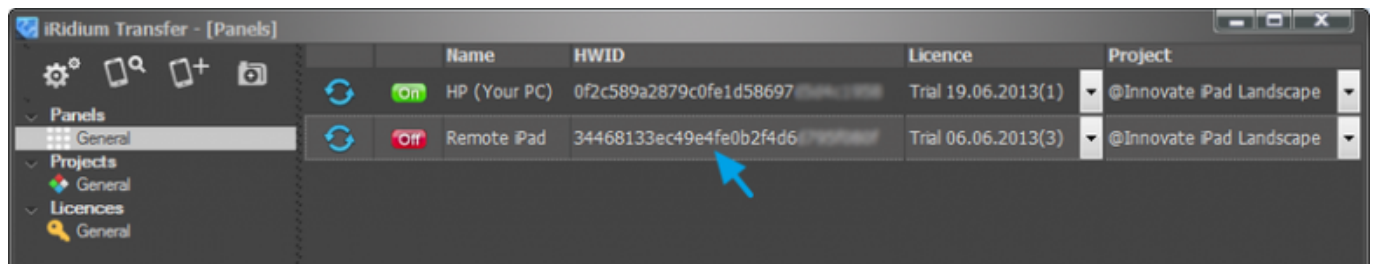 iRidium Transfer - [Panels]
Name HWID Licence Project
On HP (Your PC) 0f2c589a2879c0fe1d58697 Trial 19.06.2013(1) @Innovate iPad Landscape
Off Remote iPad 34468133ec49e4fe0b2f4d6 Trial 06.06.2013(3) @Innovate iPad Landscape
Panels
General
Projects
General
Licences
General